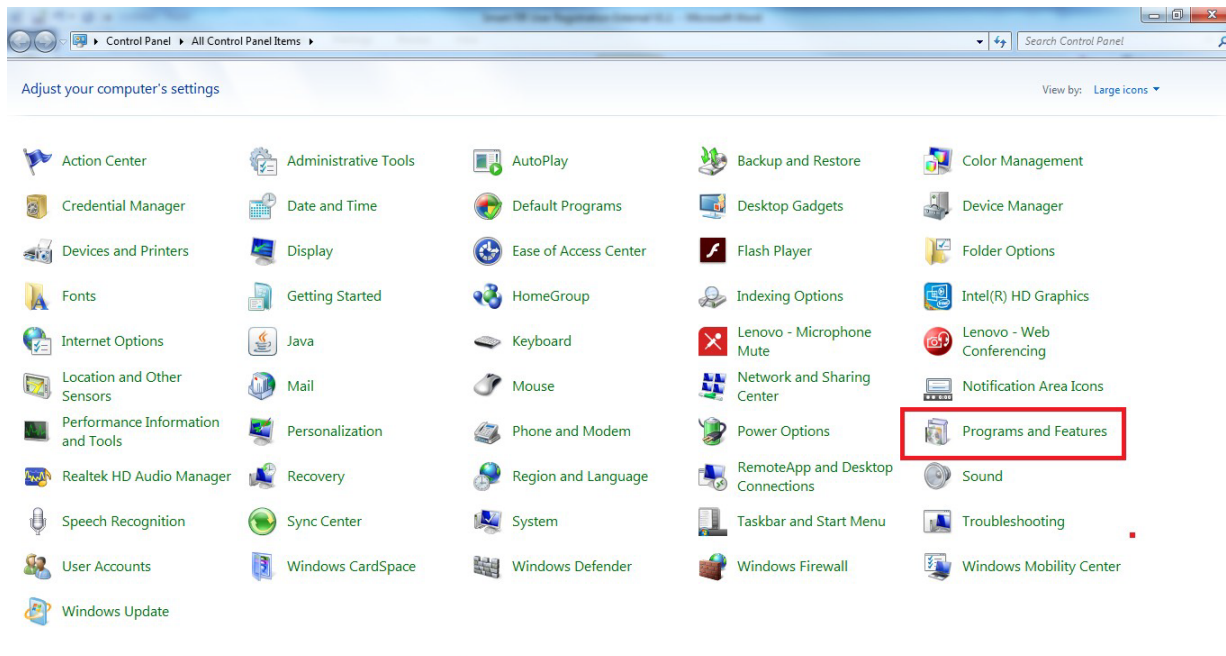 Control Panel All Control Panel Items
Search Control Panel
Adjust your computer's settings
View by: Large icons
Action Center
Administrative Tools
AutoPlay
Backup and Restore
Color Management
Credential Manager
Date and Time
Default Programs
Desktop Gadgets
Device Manager
Devices and Printers
Display
Ease of Access Center
Flash Player
Folder Options
Fonts
Getting Started
HomeGroup
Indexing Options
Intel(R) HD Graphics
Internet Options
Java
Keyboard
Lenovo - Microphone
Mute
Lenovo - Web
Conferencing
Location and Other
Sensors
Mail
Mouse
Network and Sharing
Center
Notification Area Icons
Performance Information
and Tools
Personalization
Phone and Modem
Power Options
Programs and Features
Realtek HD Audio Manager
Recovery
Region and Language
RemoteApp and Desktop
Connections
Sound
Speech Recognition
Sync Center
System
Taskbar and Start Menu
Troubleshooting
User Accounts
Windows CardSpace
Windows Defender
Windows Firewall
Windows Mobility Center
Windows Update